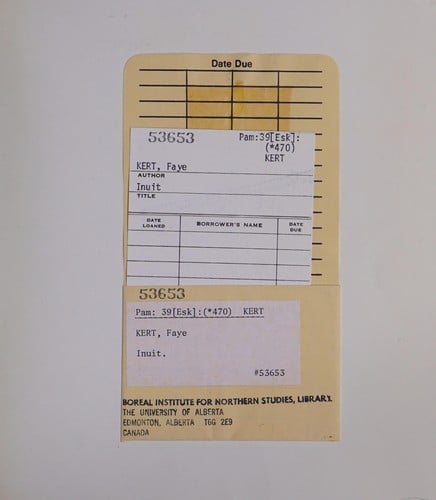 Date Due
53653
Pam:39[Esk]:
(*470)
KERT
KERT, Faye
AUTHOR
Inuit
TITLE
DATE LOANED BORROWER'S NAME DATE DUE
53653
Pam: 39[Esk]:(*470) KERT
KERT, Faye
Inuit.
#53653
BOREAL INSTITUTE FOR NORTHERN STUDIES, LIBRARY.
THE UNIVERSITY OF ALBERTA
EDMONTON, ALBERTA T6G 2E9
CANADA